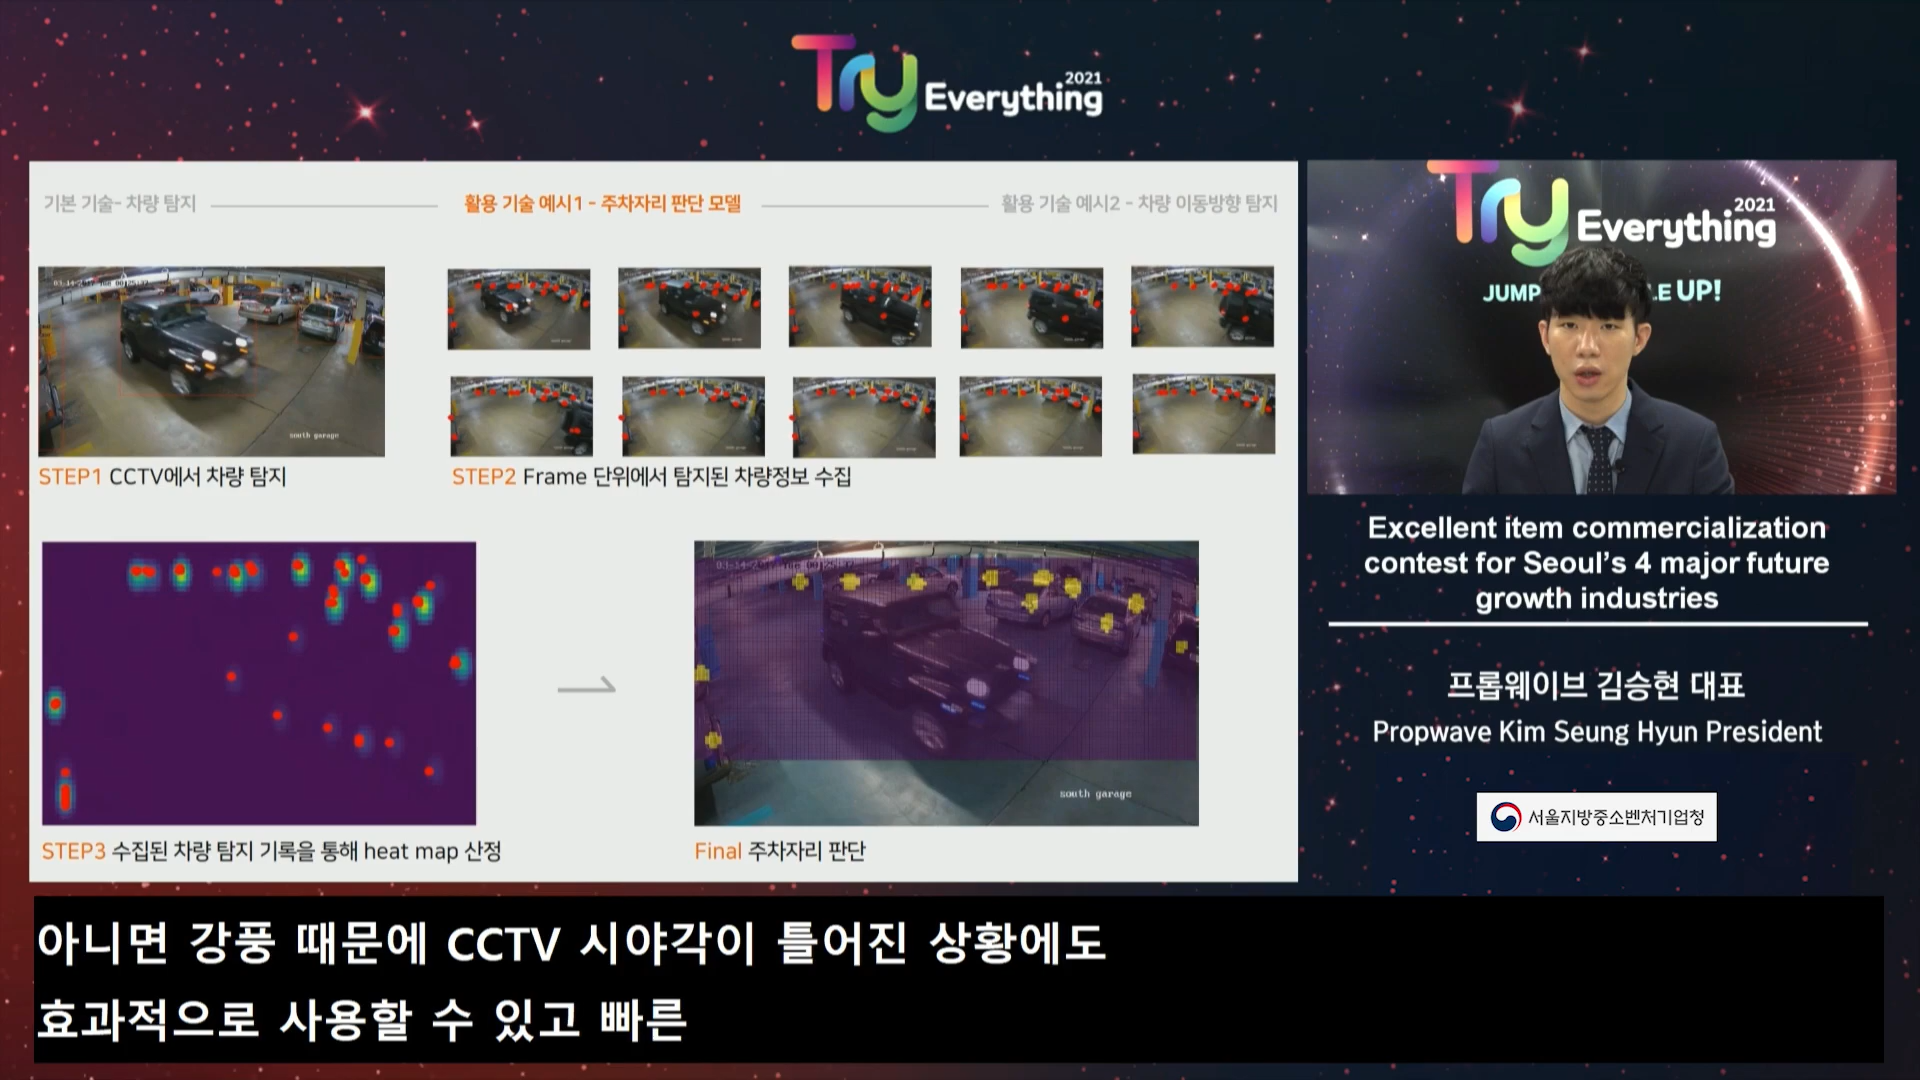 Try Everything 2021
기본 기술- 차량 탐지
활용 기술 예시1 - 주차자리 판단 모델
활용 기술 예시2 - 차량 이동방향 탐지
south garage
STEP1 CCTV에서 차량 탐지
STEP2 Frame 단위에서 탐지된 차량정보 수집
south garage
STEP3 수집된 차량 탐지 기록을 통해 heat map 산정
Final 주차자리 판단
Try Everything 2021
JUMP
LE UP!
Excellent item commercialization
contest for Seoul's 4 major future
growth industries
프롭웨이브 김승현 대표
Propwave Kim Seung Hyun President
서울지방중소벤처기업청
아니면 강풍 때문에 CCTV 시야각이 틀어진 상황에도
효과적으로 사용할 수 있고 빠른